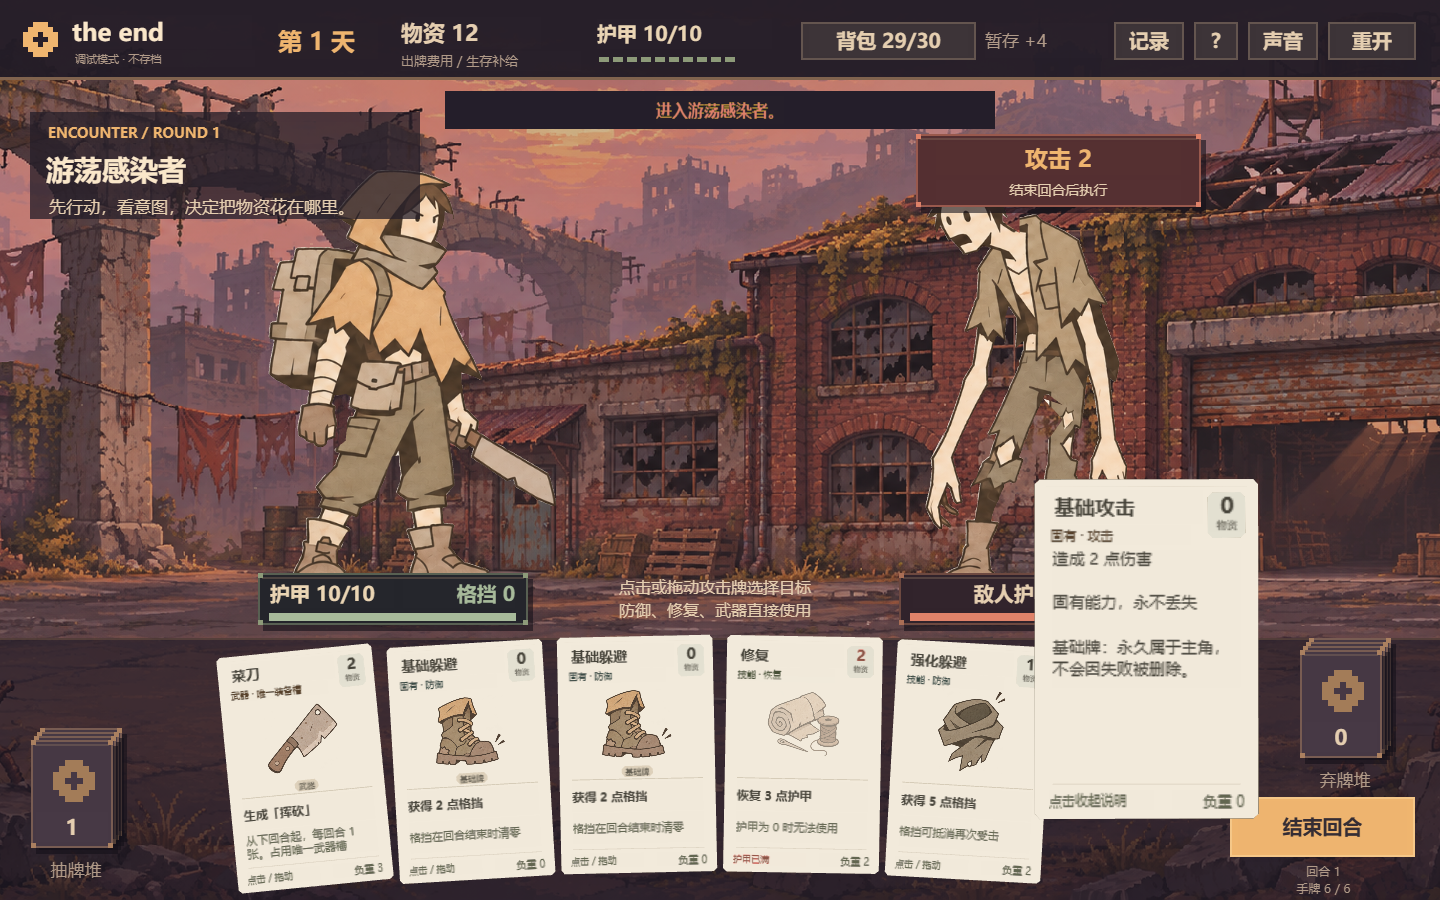 the end
调试模式 · 不存档
第 1 天
物资 12
出牌费用 / 生存补给
护甲 10/10
背包 29/30
暂存 +4
记录
?
声音
重开
进入游荡感染者。
ENCOUNTER / ROUND 1
游荡感染者
先行动，看意图，决定把物资花在哪里。
攻击 2
结束回合后执行
护甲 10/10
格挡 0
点击或拖动攻击牌选择目标
防御、修复、武器直接使用
敌人护
菜刀
2
物资
武器 · 唯一装备槽
武器
生成「挥砍」
从下回合起，每回合 1
张。占用唯一武器槽
点击 / 拖动
负重 3
基础躲避
0
物资
固有 · 防御
基础牌
获得 2 点格挡
格挡在回合结束时清零
点击 / 拖动
负重 0
基础躲避
0
物资
固有 · 防御
基础牌
获得 2 点格挡
格挡在回合结束时清零
点击 / 拖动
负重 0
修复
2
物资
技能 · 恢复
恢复 3 点护甲
护甲为 0 时无法使用
护甲已满
负重 2
强化躲避
1
物资
技能 · 防御
获得 5 点格挡
格挡可抵消再次受击
点击 / 拖动
负重 2
基础攻击
0
物资
固有 · 攻击
造成 2 点伤害
固有能力，永不丢失
基础牌：永久属于主角，
不会因失败被删除。
点击收起说明
负重 0
1
抽牌堆
0
弃牌堆
结束回合
回合 1
手牌 6 / 6